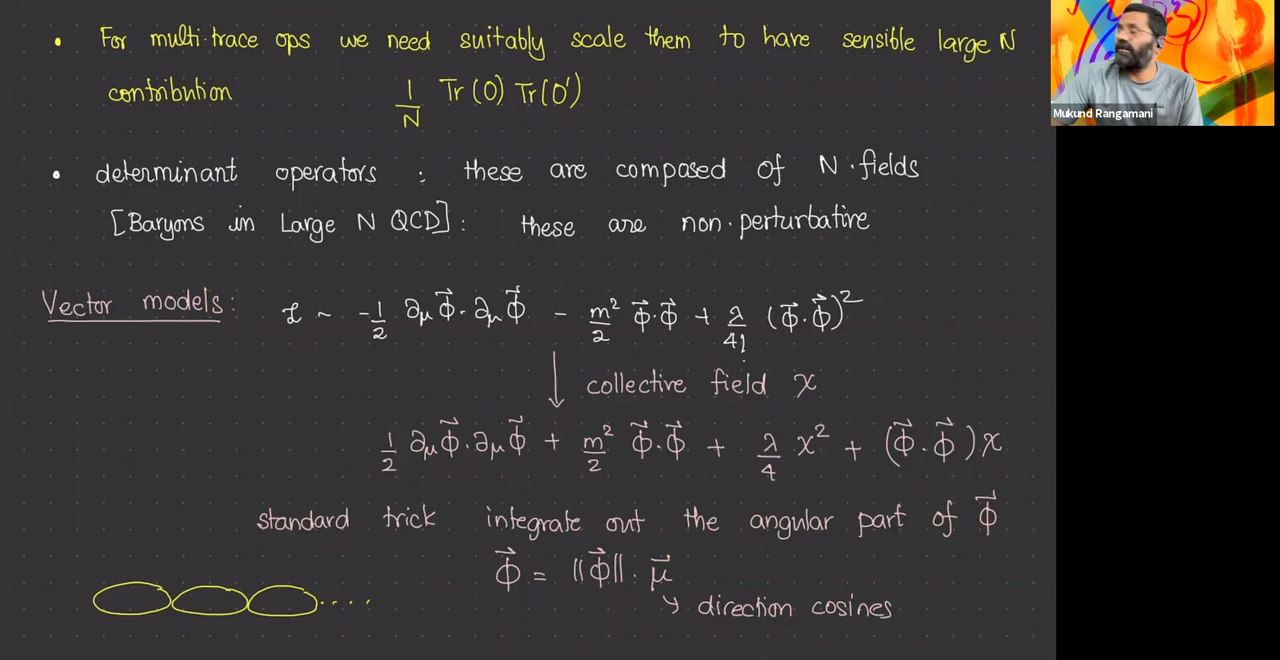 • For multi-trace ops we need suitably scale them to have sensible large N
contribution 1/N Tr(O) Tr(O')
Mukund Rangamani
• determinant operators : these are composed of N-fields
[Baryons in Large N QCD] : these are non-perturbative
Vector models: ℒ ~ -1/2 ∂μΦ⃗·∂μΦ⃗ - m²/2 Φ⃗·Φ⃗ + λ/4! (Φ⃗·Φ⃗)²
↓ collective field χ
1/2 ∂μΦ⃗·∂μΦ⃗ + m²/2 Φ⃗·Φ⃗ + λ/4 χ² + (Φ⃗·Φ⃗)χ
standard trick integrate out the angular part of Φ⃗
Φ⃗ = ||Φ⃗||·μ⃗
↘ direction cosines